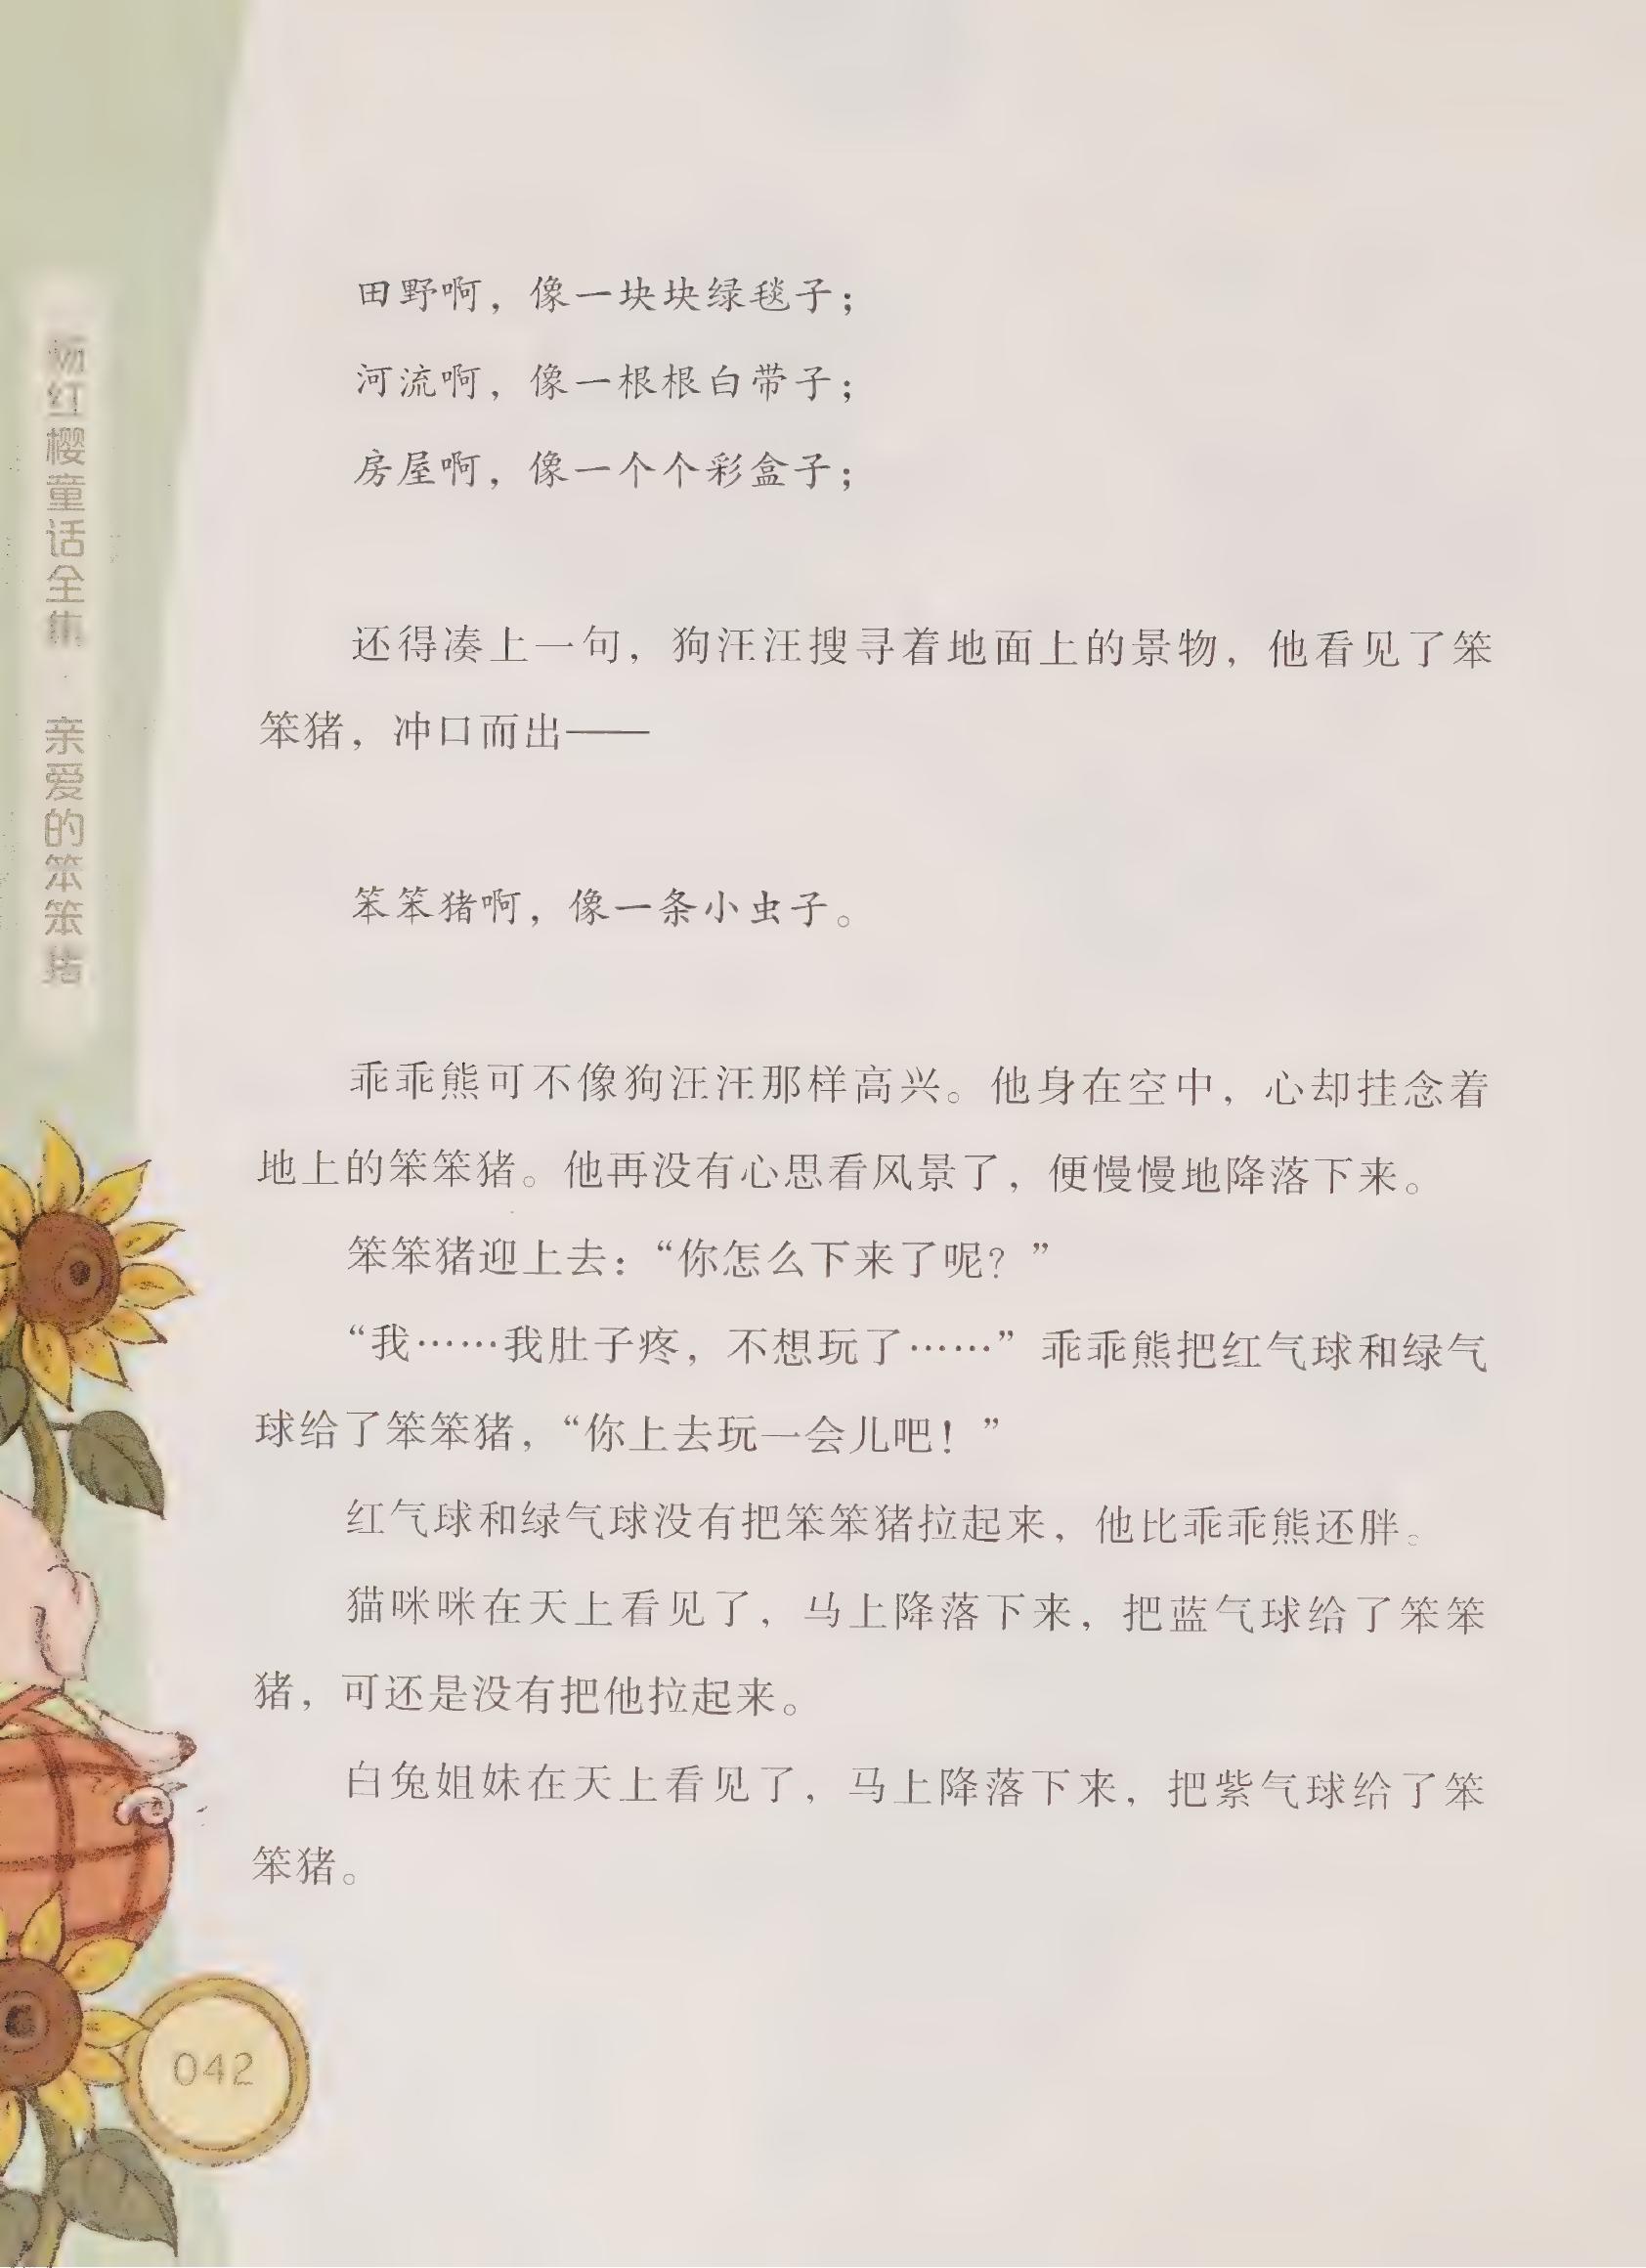 杨红樱童话全集·亲爱的笨笨猪
田野啊，像一块块绿毯子；
河流啊，像一根根白带子；
房屋啊，像一个个彩盒子；
还得凑上一句，狗汪汪搜寻着地面上的景物，他看见了笨
笨猪，冲口而出——
笨笨猪啊，像一条小虫子。
乖乖熊可不像狗汪汪那样高兴。他身在空中，心却挂念着
地上的笨笨猪。他再没有心思看风景了，便慢慢地降落下来。
笨笨猪迎上去：“你怎么下来了呢？”
“我……我肚子疼，不想玩了……”乖乖熊把红气球和绿气
球给了笨笨猪，“你上去玩一会儿吧！”
红气球和绿气球没有把笨笨猪拉起来，他比乖乖熊还胖。
猫咪咪在天上看见了，马上降落下来，把蓝气球给了笨笨
猪，可还是没有把他拉起来。
白兔姐妹在天上看见了，马上降落下来，把紫气球给了笨
笨猪。
042